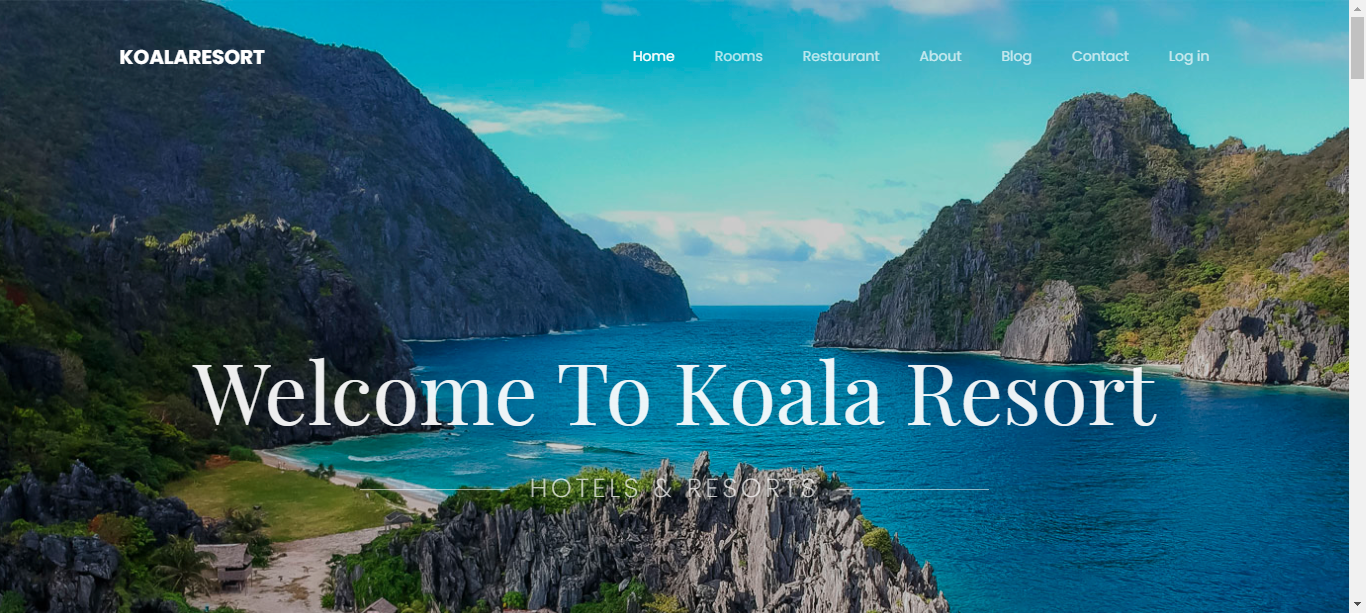 KOALARESORT
Home Rooms Restaurant About Blog Contact Log in
Welcome To Koala Resort
HOTELS & RESORTS